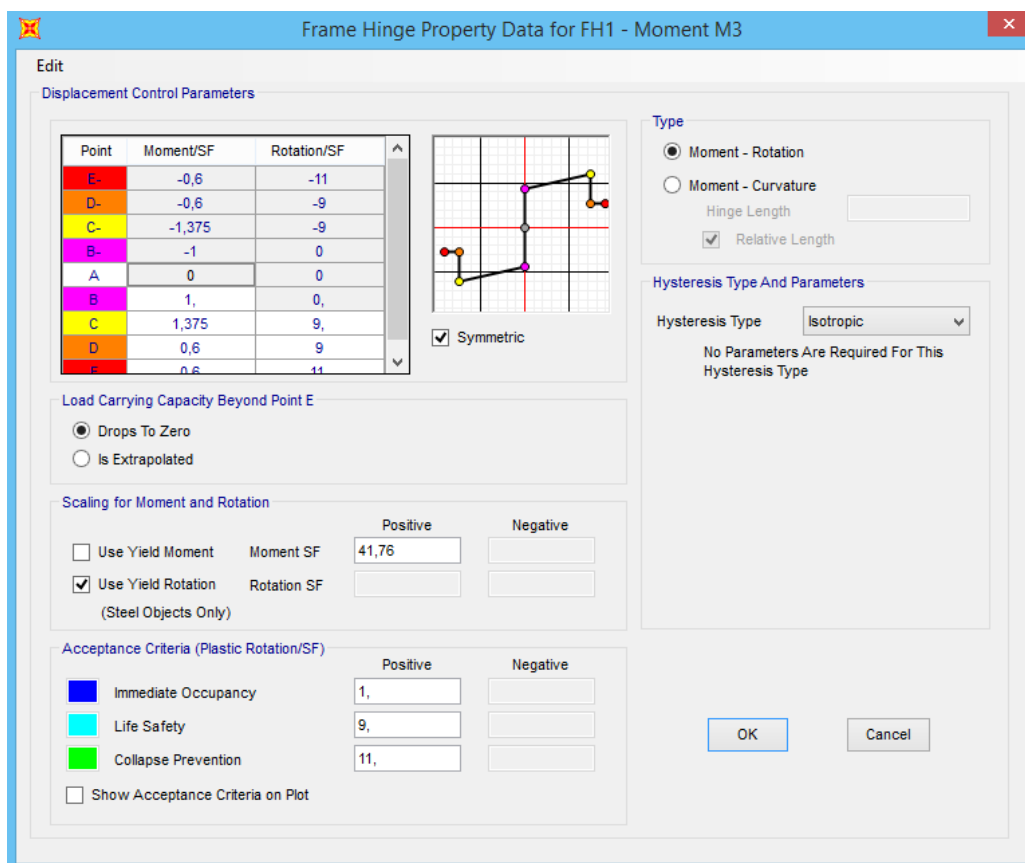 Frame Hinge Property Data for FH1 - Moment M3
Edit
Displacement Control Parameters
Point Moment/SF Rotation/SF
E- -0,6 -11
D- -0,6 -9
C- -1,375 -9
B- -1 0
A 0 0
B 1, 0,
C 1,375 9,
D 0,6 9
E 0,6 11
Symmetric
Load Carrying Capacity Beyond Point E
Drops To Zero
Is Extrapolated
Scaling for Moment and Rotation
Positive Negative
Use Yield Moment Moment SF 41,76
Use Yield Rotation Rotation SF
(Steel Objects Only)
Acceptance Criteria (Plastic Rotation/SF)
Positive Negative
Immediate Occupancy 1,
Life Safety 9,
Collapse Prevention 11,
Show Acceptance Criteria on Plot
Type
Moment - Rotation
Moment - Curvature
Hinge Length
Relative Length
Hysteresis Type And Parameters
Hysteresis Type Isotropic
No Parameters Are Required For This
Hysteresis Type
OK Cancel